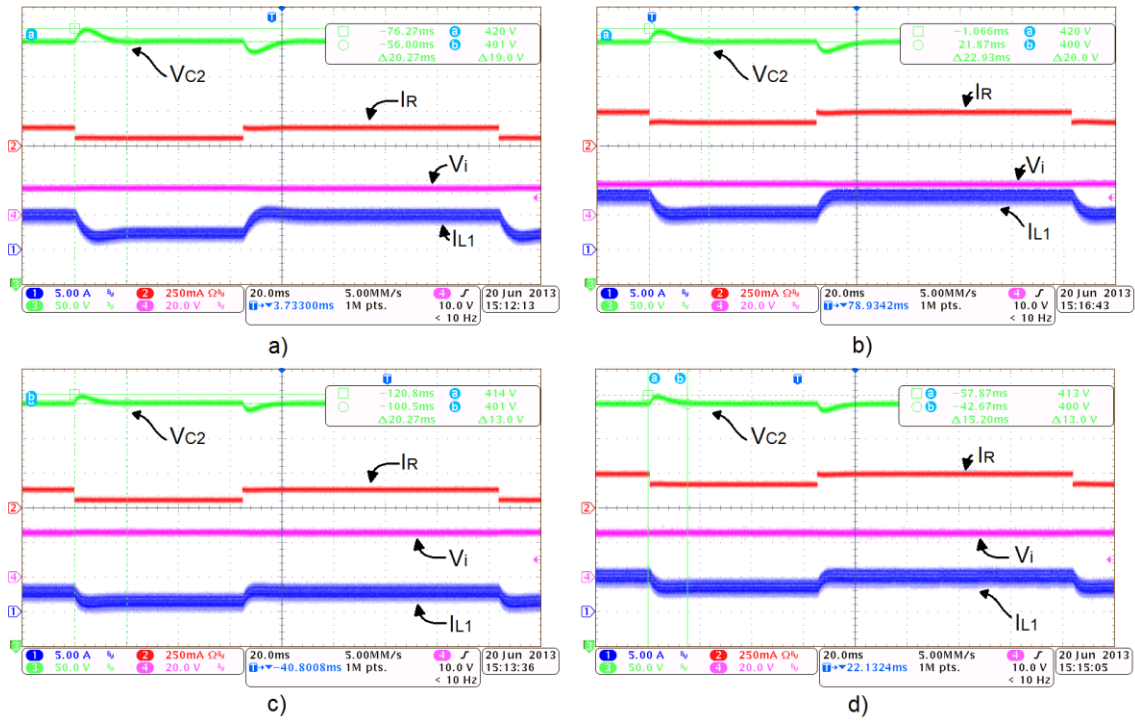 T
a
−76.27ms a 420 V
−56.00ms b 401 V
Δ20.27ms Δ19.0 V
VC2
IR
2
Vi
4
IL1
1
3
1 5.00 A 2 250mA Ω
3 50.0 V 4 20.0 V
20.0ms 5.00MM/s 4 10.0 V
T→▼3.73300ms 1M pts. < 10 Hz
20 Jun 2013
15:12:13
a)
T
a
−1.066ms a 420 V
21.87ms b 400 V
Δ22.93ms Δ20.0 V
VC2
IR
2
Vi
4
IL1
1
3
1 5.00 A 2 250mA Ω
3 50.0 V 4 20.0 V
20.0ms 5.00MM/s 4 10.0 V
T→▼78.9342ms 1M pts. < 10 Hz
20 Jun 2013
15:16:43
b)
T
b
−120.8ms a 414 V
−100.5ms b 401 V
Δ20.27ms Δ13.0 V
VC2
IR
2
Vi
4
IL1
1
3
1 5.00 A 2 250mA Ω
3 50.0 V 4 20.0 V
20.0ms 5.00MM/s 4 10.0 V
T→▼−40.8008ms 1M pts. < 10 Hz
20 Jun 2013
15:13:36
c)
a b T
−57.87ms a 413 V
−42.67ms b 400 V
Δ15.20ms Δ13.0 V
VC2
IR
2
Vi
4
IL1
1
3
1 5.00 A 2 250mA Ω
3 50.0 V 4 20.0 V
20.0ms 5.00MM/s 4 10.0 V
T→▼22.1324ms 1M pts. < 10 Hz
20 Jun 2013
15:15:05
d)